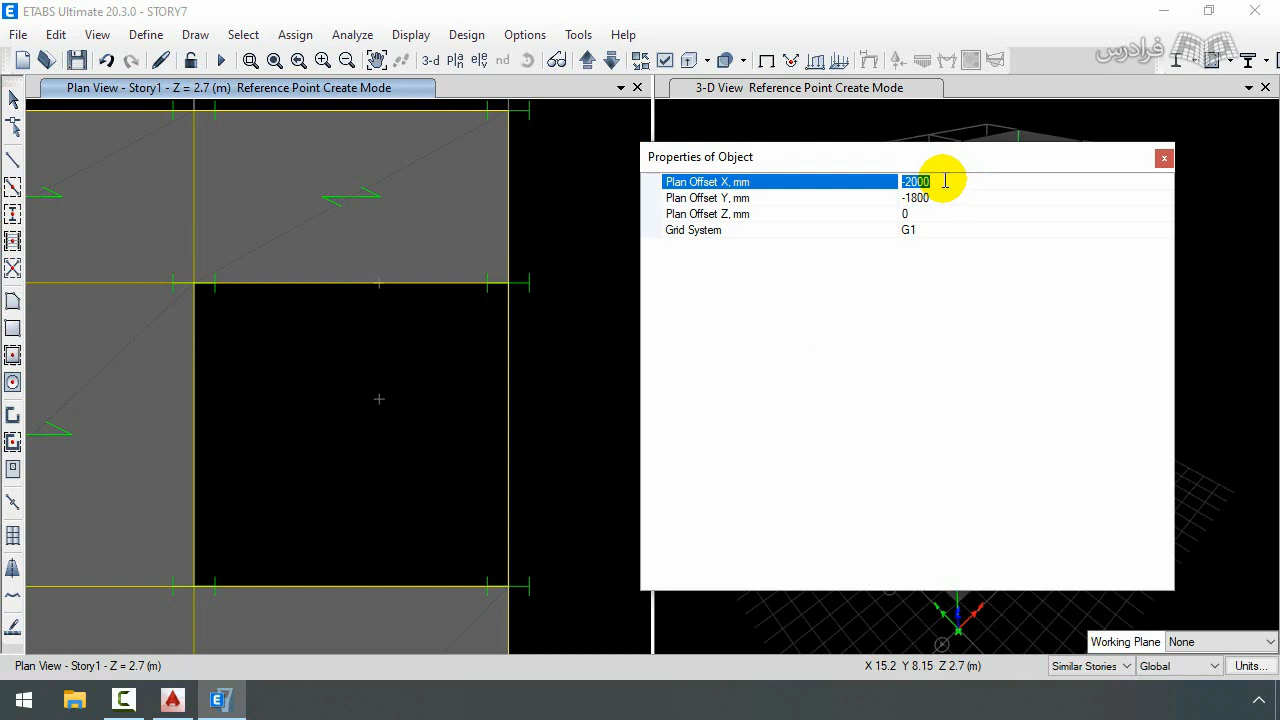 ETABS Ultimate 20.3.0 - STORY7
File Edit View Define Draw Select Assign Analyze Display Design Options Tools Help
3-d nd
فرادرس
Plan View - Story1 - Z = 2.7 (m) Reference Point Create Mode
3-D View Reference Point Create Mode
Properties of Object
Plan Offset X, mm -2000
Plan Offset Y, mm -1800
Plan Offset Z, mm 0
Grid System G1
Working Plane None
Plan View - Story1 - Z = 2.7 (m)
X 15.2 Y 8.15 Z 2.7 (m)
Similar Stories Global Units...